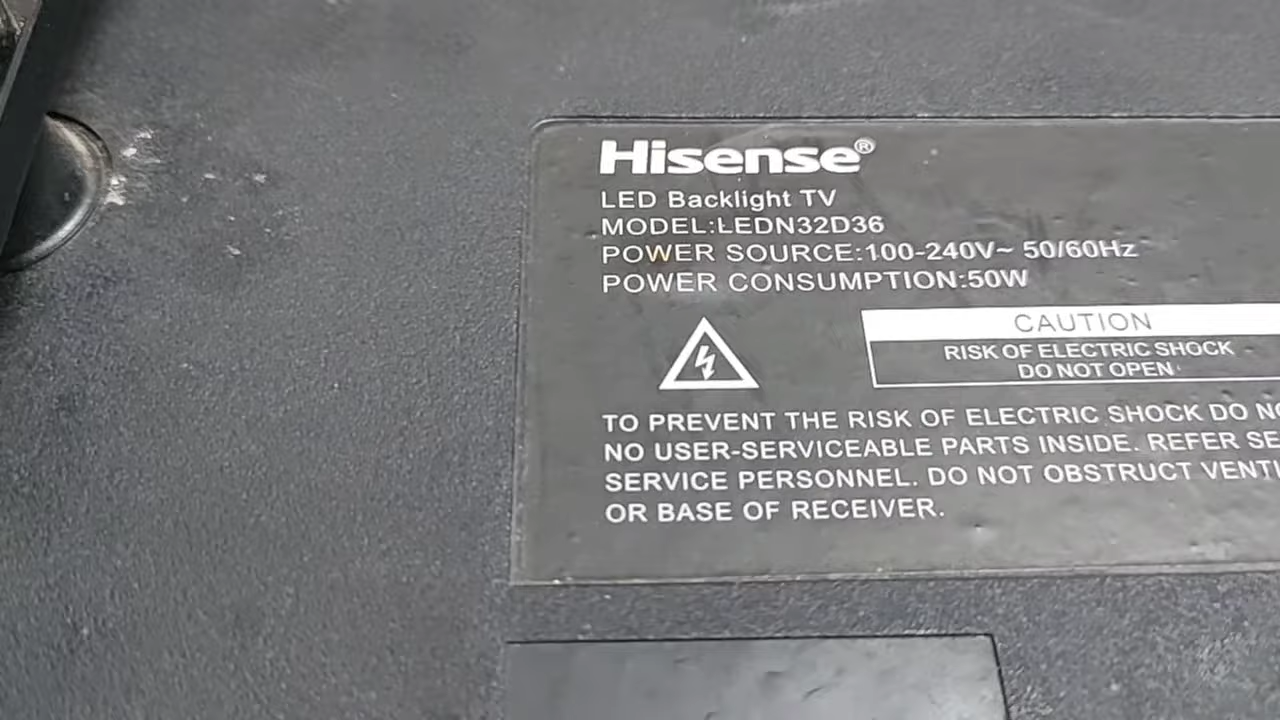 Hisense®
LED Backlight TV
MODEL:LEDN32D36
POWER SOURCE:100-240V~ 50/60Hz
POWER CONSUMPTION:50W
CAUTION
RISK OF ELECTRIC SHOCK
DO NOT OPEN
TO PREVENT THE RISK OF ELECTRIC SHOCK DO
NO USER-SERVICEABLE PARTS INSIDE. REFER
SERVICE PERSONNEL. DO NOT OBSTRUCT
OR BASE OF RECEIVER.